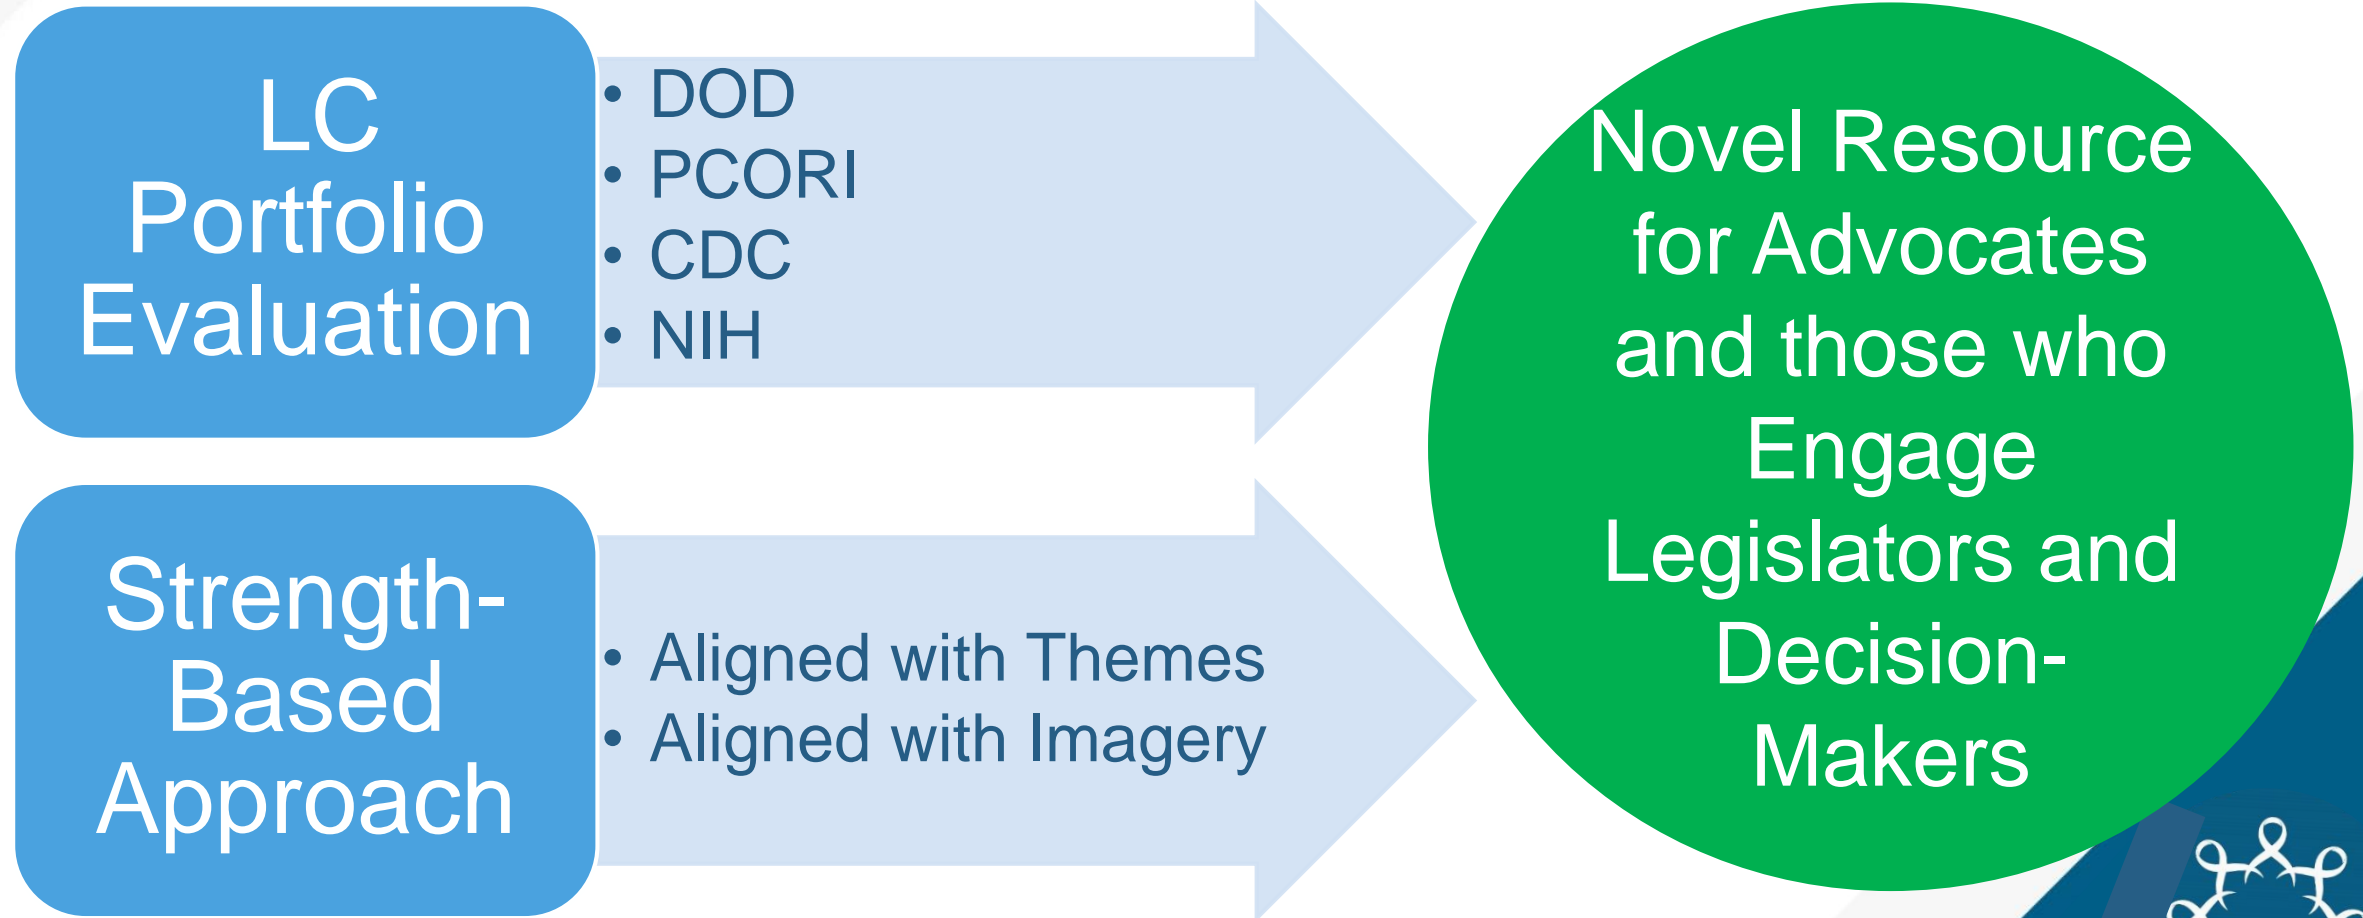 LC
Portfolio
Evaluation
• DOD
• PCORI
• CDC
• NIH
Strength-
Based
Approach
• Aligned with Themes
• Aligned with Imagery
Novel Resource
for Advocates
and those who
Engage
Legislators and
Decision-
Makers